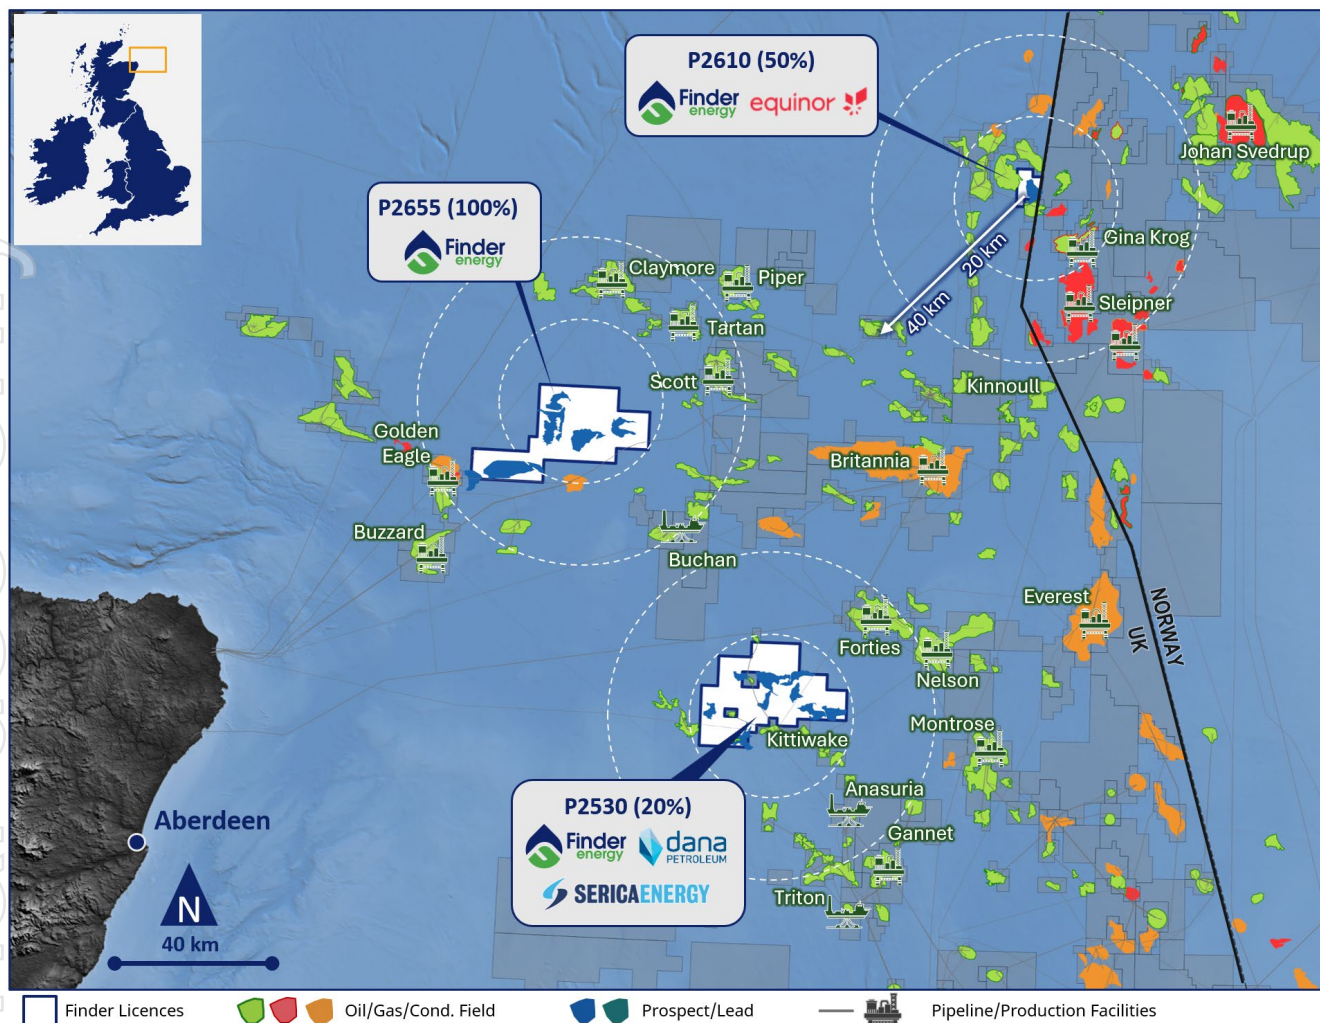 P2610 (50%)
Finder
energy
equinor
Johan Svedrup
P2655 (100%)
Finder
energy
Gina Krog
20 km
40 km
Claymore
Piper
Sleipner
Tartan
Scott
Kinnoull
Golden
Eagle
Britannia
Buzzard
Buchan
Everest
NORWAY
UK
Forties
Nelson
Kittiwake
Montrose
Anasuria
Gannet
Triton
P2530 (20%)
Finder
energy
dana
PETROLEUM
SERICAENERGY
Aberdeen
N
40 km
Finder Licences
Oil/Gas/Cond. Field
Prospect/Lead
Pipeline/Production Facilities